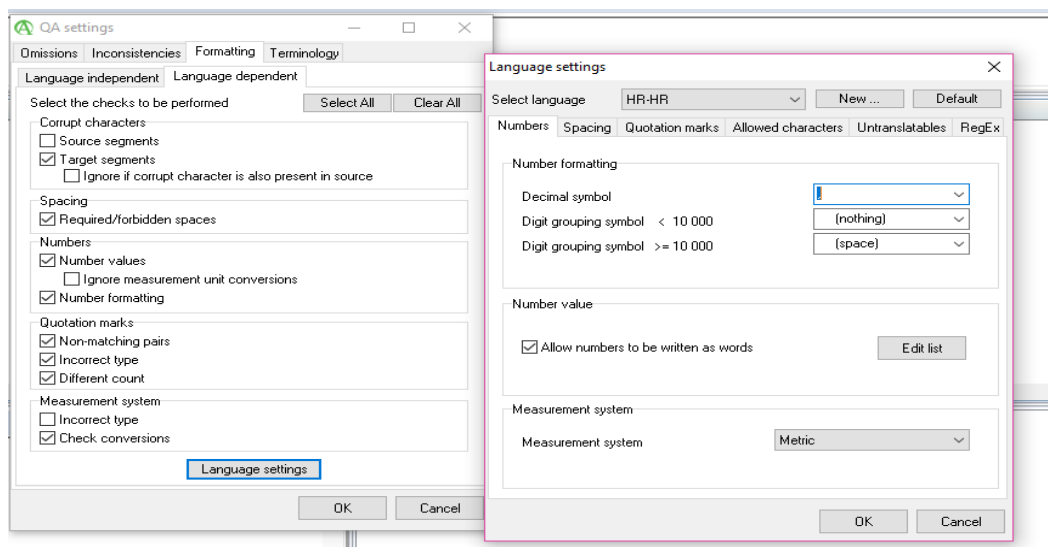 QA settings
Omissions Inconsistencies Formatting Terminology
Language independent Language dependent
Select the checks to be performed Select All Clear All
Corrupt characters
Source segments
Target segments
Ignore if corrupt character is also present in source
Spacing
Required/forbidden spaces
Numbers
Number values
Ignore measurement unit conversions
Number formatting
Quotation marks
Non-matching pairs
Incorrect type
Different count
Measurement system
Incorrect type
Check conversions
Language settings
OK Cancel
Language settings
Select language HR-HR New ... Default
Numbers Spacing Quotation marks Allowed characters Untranslatables RegEx
Number formatting
Decimal symbol
Digit grouping symbol < 10 000 (nothing)
Digit grouping symbol >= 10 000 (space)
Number value
Allow numbers to be written as words Edit list
Measurement system
Measurement system Metric
OK Cancel